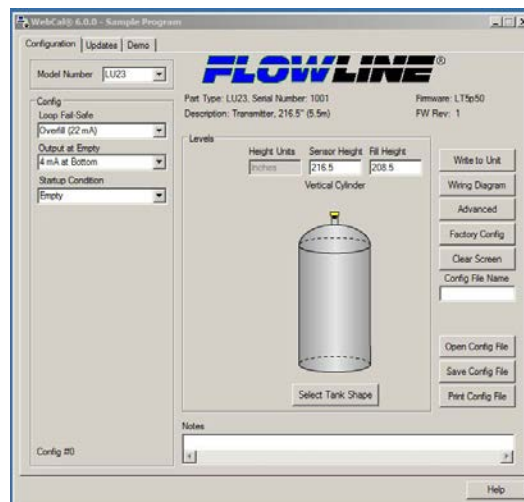 WebCal® 6.0.0 - Sample Program
Configuration Updates Demo
Model Number LU23
FLOWLINE®
Part Type: LU23, Serial Number: 1001 Firmware: LT5p50
Description: Transmitter, 216.5" (5.5m) FW Rev: 1
Config
Loop Fail-Safe
Overfill (22 mA)
Output at Empty
4 mA at Bottom
Startup Condition
Empty
Config #0
Levels
Height Units Sensor Height Fill Height
Inches 216.5 208.5
Vertical Cylinder
Select Tank Shape
Write to Unit
Wiring Diagram
Advanced
Factory Config
Clear Screen
Config File Name
Open Config File
Save Config File
Print Config File
Notes
Help